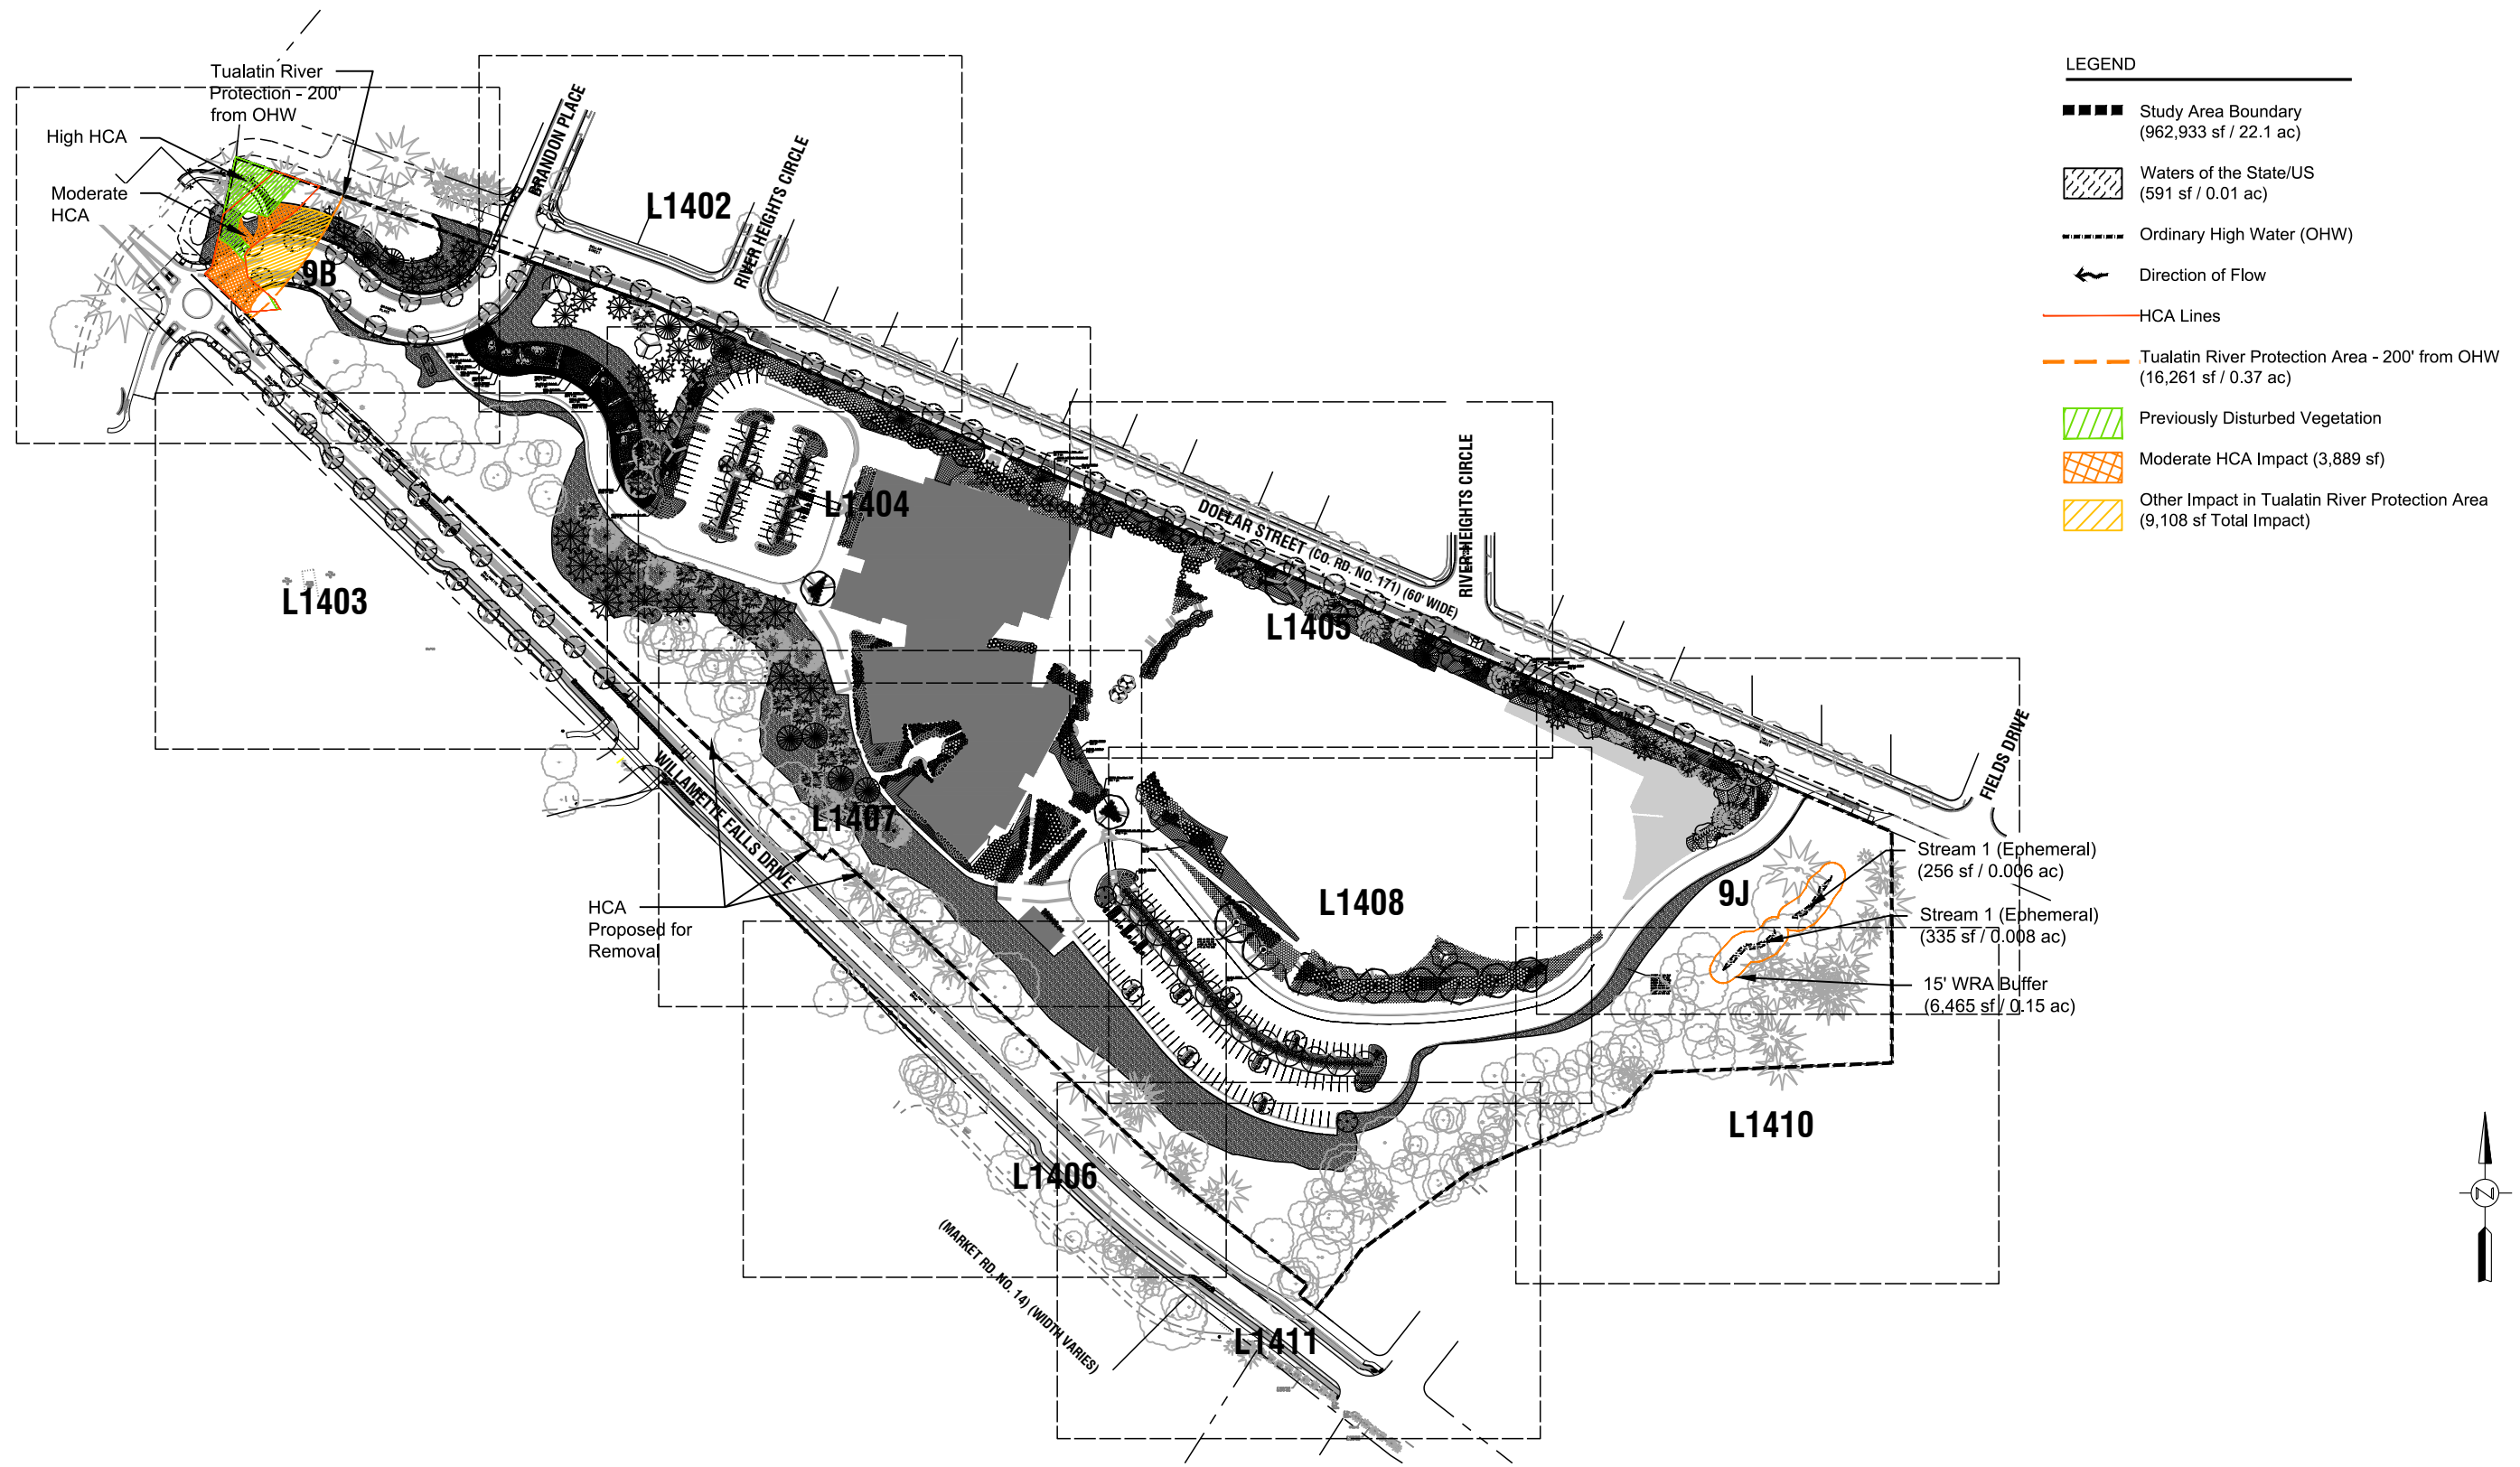 Tualatin River
Protection - 200'
from OHW
High HCA
Moderate
HCA
9B
BRANDON PLACE
L1402
RIVER HEIGHTS CIRCLE
L1403
L1404
DOLLAR STREET (CO. RD. NO. 171) (60' WIDE)
RIVER HEIGHTS CIRCLE
L1405
WILLAMETTE FALLS DRIVE
L1407
HCA
Proposed for
Removal
L1408
9J
FIELDS DRIVE
Stream 1 (Ephemeral)
(256 sf / 0.006 ac)
Stream 1 (Ephemeral)
(335 sf / 0.008 ac)
15' WRA Buffer
(6,465 sf / 0.15 ac)
L1410
L1406
(MARKET RD. NO. 14) (WIDTH VARIES)
L1411
LEGEND
Study Area Boundary
(962,933 sf / 22.1 ac)
Waters of the State/US
(591 sf / 0.01 ac)
Ordinary High Water (OHW)
Direction of Flow
HCA Lines
Tualatin River Protection Area - 200' from OHW
(16,261 sf / 0.37 ac)
Previously Disturbed Vegetation
Moderate HCA Impact (3,889 sf)
Other Impact in Tualatin River Protection Area
(9,108 sf Total Impact)
N